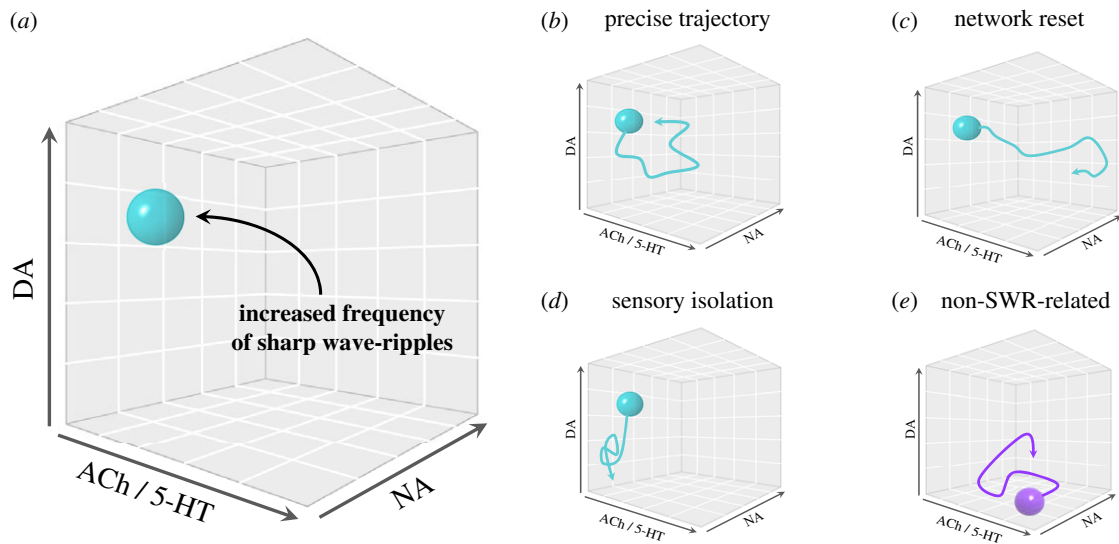 (a)
DA
ACh / 5-HT
NA
increased frequency
of sharp wave-ripples
(b) precise trajectory
DA
ACh / 5-HT
NA
(c) network reset
DA
ACh / 5-HT
NA
(d) sensory isolation
DA
ACh / 5-HT
NA
(e) non-SWR-related
DA
ACh / 5-HT
NA